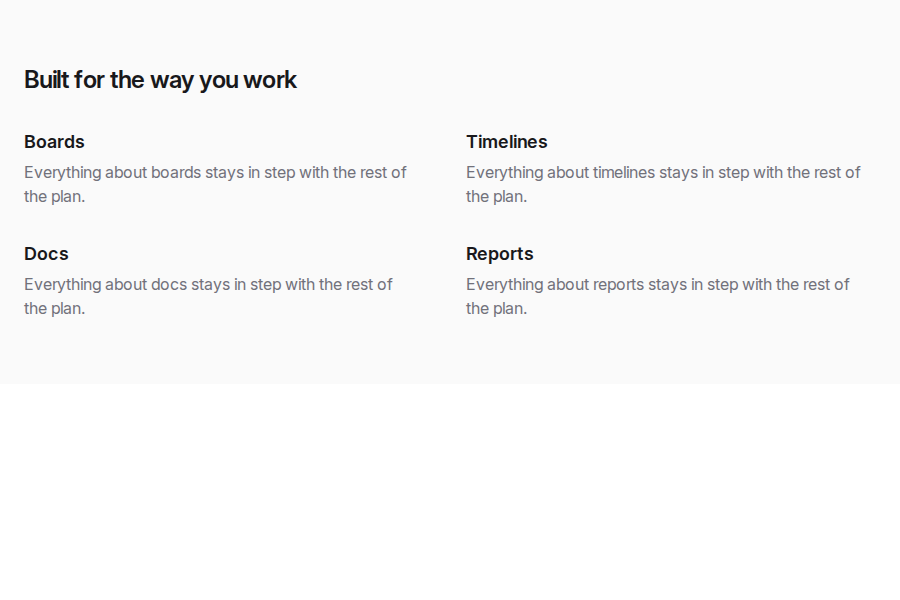 Built for the way you work
Boards
Everything about boards stays in step with the rest of
the plan.
Timelines
Everything about timelines stays in step with the rest of
the plan.
Docs
Everything about docs stays in step with the rest of
the plan.
Reports
Everything about reports stays in step with the rest of
the plan.